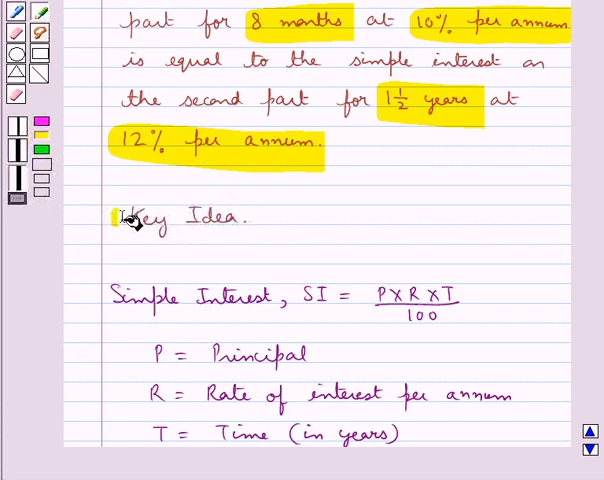 part for 8 months at 10% per annum
is equal to the simple interest on
the second part for 1 1/2 years at
12% per annum.
Key Idea.
Simple Interest, SI = P X R X T / 100
P = Principal
R = Rate of interest per annum
T = Time (in years)